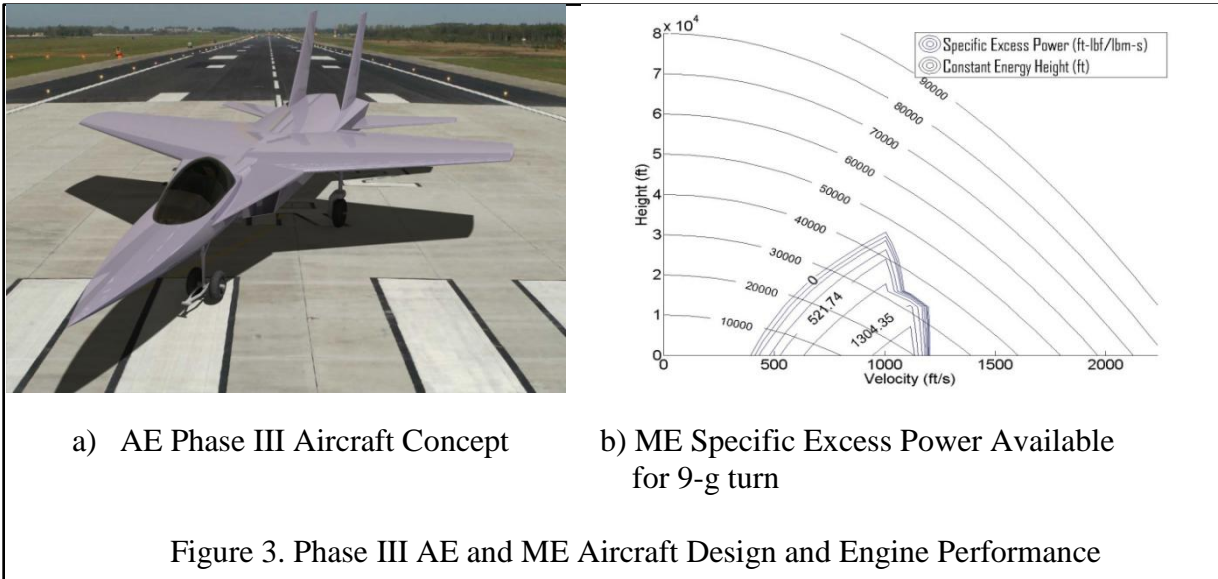 8 × 10⁴
7
6
5
4
3
2
1
0
Height (ft)
Specific Excess Power (ft-lbf/lbm-s)
Constant Energy Height (ft)
90000
80000
70000
60000
50000
40000
30000
20000
10000
0
521.74
1304.35
0 500 1000 1500 2000
Velocity (ft/s)
a) AE Phase III Aircraft Concept
b) ME Specific Excess Power Available
for 9-g turn
Figure 3. Phase III AE and ME Aircraft Design and Engine Performance